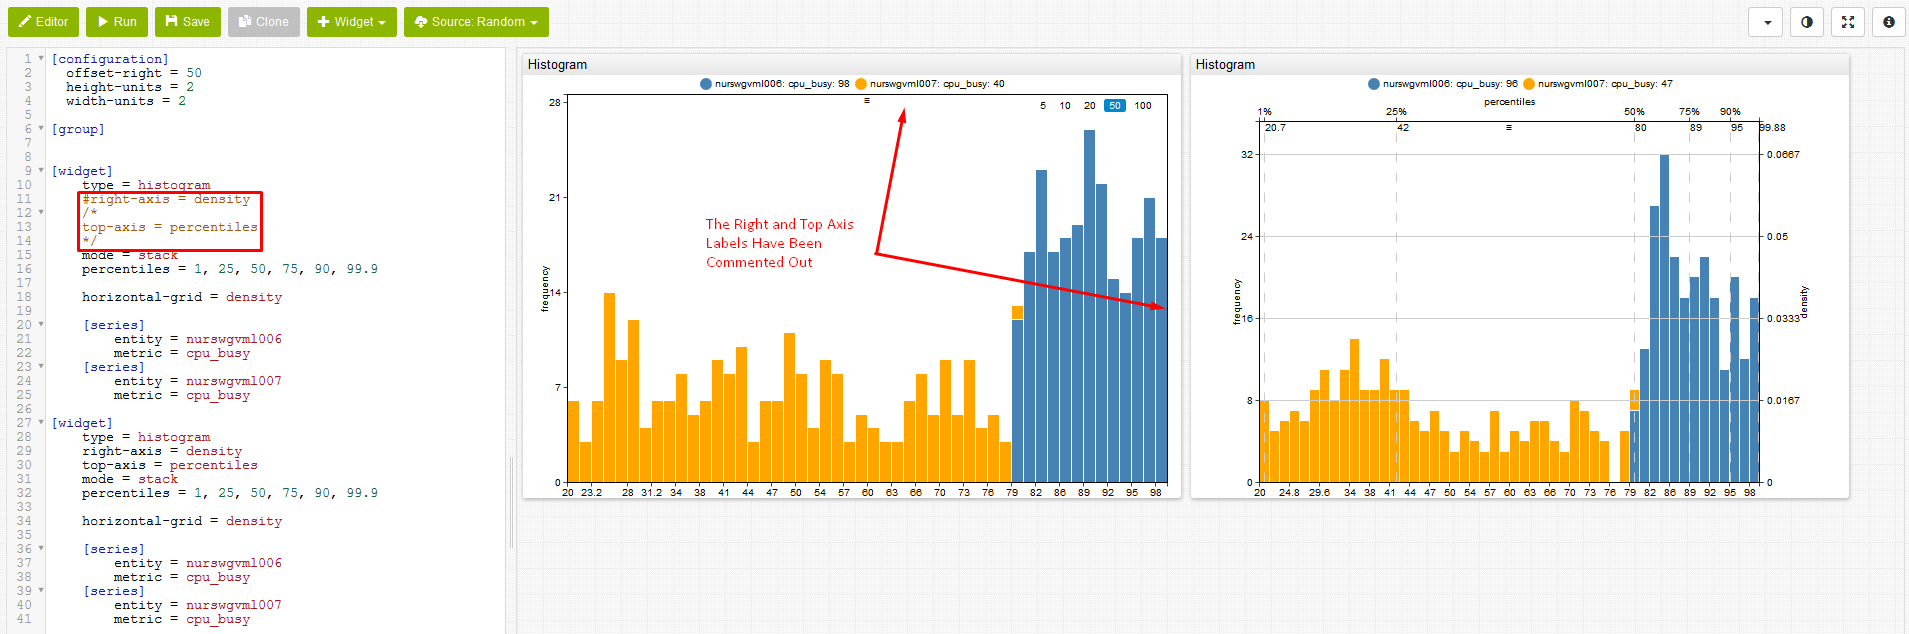 Editor Run Save Clone Widget Source: Random
1 [configuration]
2 offset-right = 50
3 height-units = 2
4 width-units = 2
5
6 [group]
7
8
9 [widget]
10 type = histogram
11 #right-axis = density
12 /*
13 top-axis = percentiles
14 */
15 mode = stack
16 percentiles = 1, 25, 50, 75, 90, 99.9
17
18 horizontal-grid = density
19
20 [series]
21 entity = nurswgvml006
22 metric = cpu_busy
23 [series]
24 entity = nurswgvml007
25 metric = cpu_busy
26
27 [widget]
28 type = histogram
29 right-axis = density
30 top-axis = percentiles
31 mode = stack
32 percentiles = 1, 25, 50, 75, 90, 99.9
33
34 horizontal-grid = density
35
36 [series]
37 entity = nurswgvml006
38 metric = cpu_busy
39 [series]
40 entity = nurswgvml007
41 metric = cpu_busy
Histogram
nurswgvml006: cpu_busy: 98 nurswgvml007: cpu_busy: 40
5 10 20 50 100
28
21
14
7
0
frequency
The Right and Top Axis
Labels Have Been
Commented Out
20 23.2 28 31.2 34 38 41 44 47 50 54 57 60 63 66 70 73 76 79 82 86 89 92 95 98
Histogram
nurswgvml006: cpu_busy: 96 nurswgvml007: cpu_busy: 47
percentiles
1% 25% 50% 75% 90%
20.7 42 80 89 95 99.88
32
24
16
8
0
frequency
0.0667
0.05
0.0333
0.0167
0
density
20 24.8 29.6 34 38 41 44 47 50 54 57 60 63 66 70 73 76 79 82 86 89 92 95 98